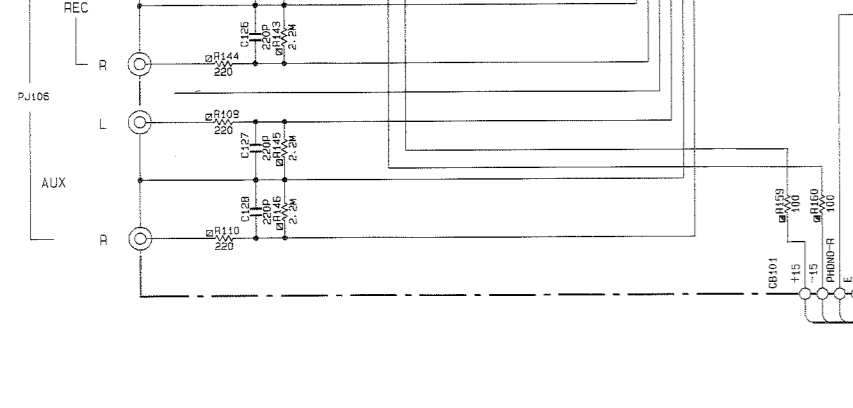 REC
C126
220P
R143
2.2M
R
R144
220
PJ106
L
R109
220
C127
220P
R145
2.2M
AUX
C128
220P
R146
2.2M
R
R110
220
R159
100
R160
100
CB101
+15
-15
PHONO-R
E